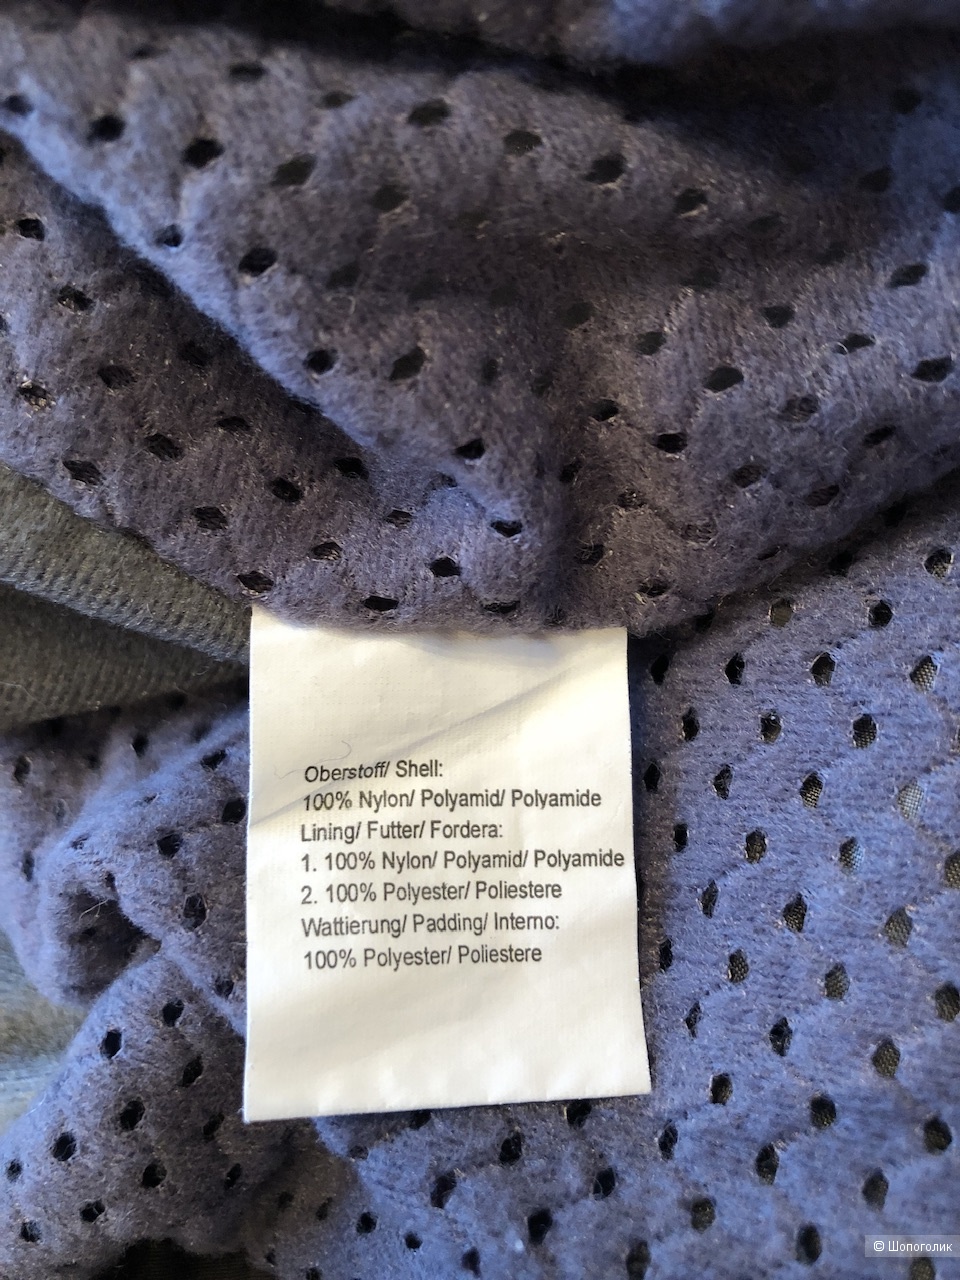 Oberstoff/ Shell:
100% Nylon/ Polyamid/ Polyamide
Lining/ Futter/ Fordera:
1. 100% Nylon/ Polyamid/ Polyamide
2. 100% Polyester/ Poliestere
Wattierung/ Padding/ Interno:
100% Polyester/ Poliestere
© Шопоголик